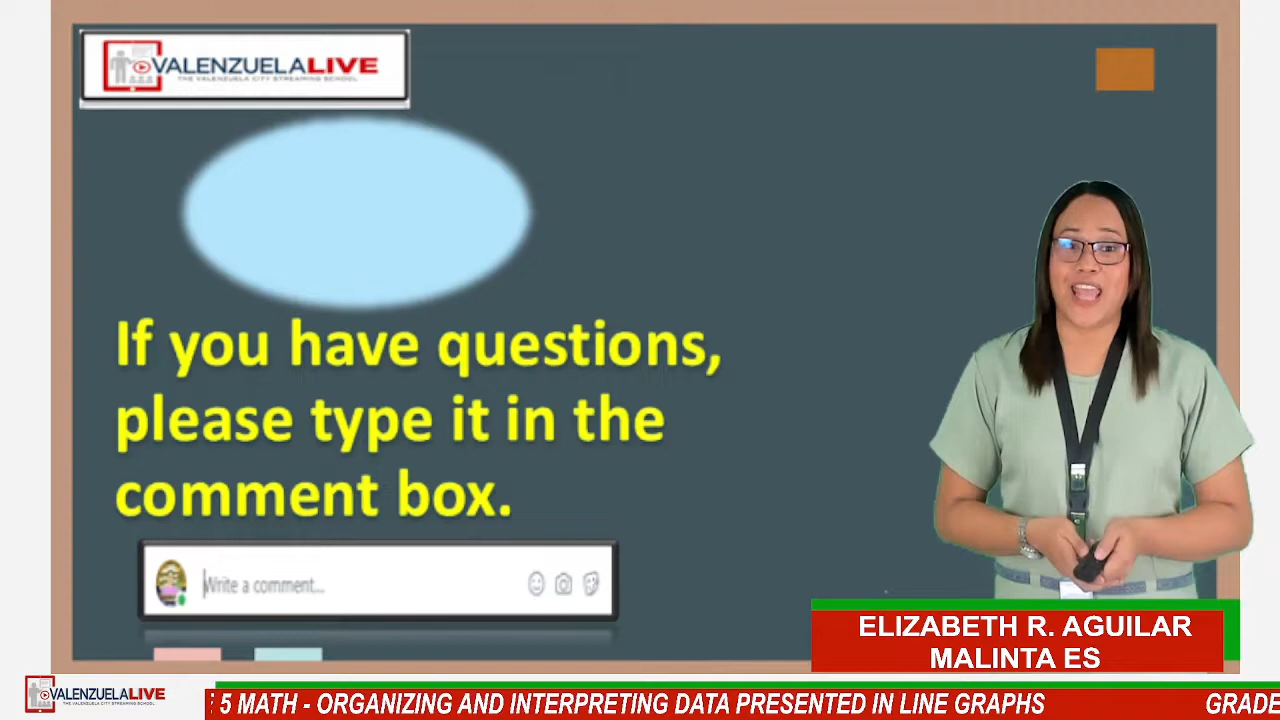 VALENZUELALIVE
THE VALENZUELA CITY STREAMING SCHOOL
If you have questions,
please type it in the
comment box.
Write a comment...
ELIZABETH R. AGUILAR
MALINTA ES
VALENZUELALIVE
THE VALENZUELA CITY STREAMING SCHOOL
5 MATH - ORGANIZING AND INTERPRETING DATA PRESENTED IN LINE GRAPHS GRADE